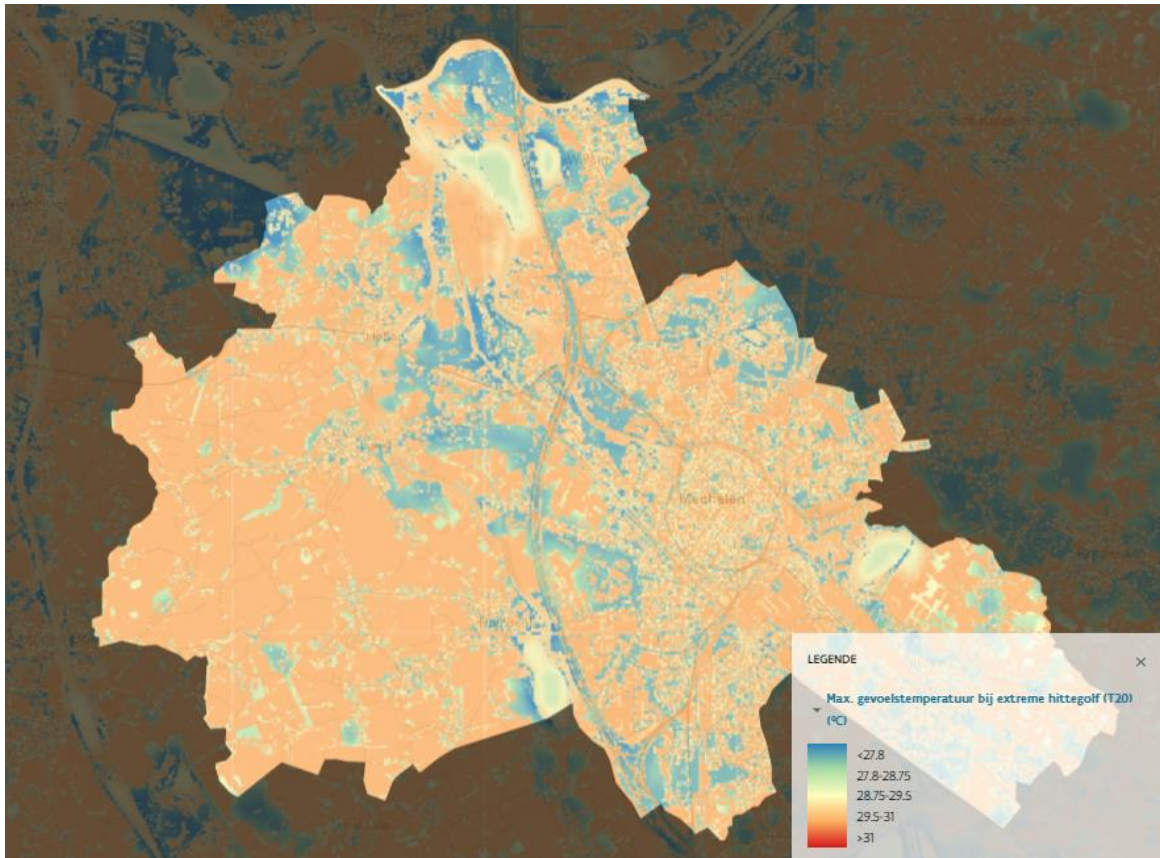 Mechelen
LEGENDE
Max. gevoelstemperatuur bij extreme hittegolf (T20)
(ºC)
<27.8
27.8-28.75
28.75-29.5
29.5-31
>31